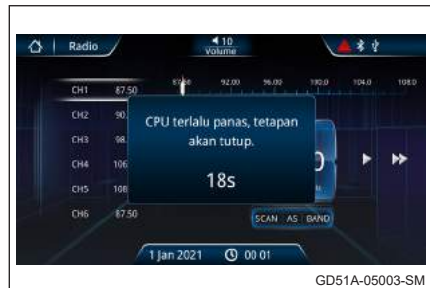 Radio
10
Volume
87.50 92.00 96.00 100.0 104.0 108.0
CH1 87.50
CH2 90.
CH3 98.
CH4 106
CH5 108
CH6 87.50
CPU terlalu panas, tetapan
akan tutup.
18s
SCAN AS BAND
1 Jan 2021 00 01
GD51A-05003-SM